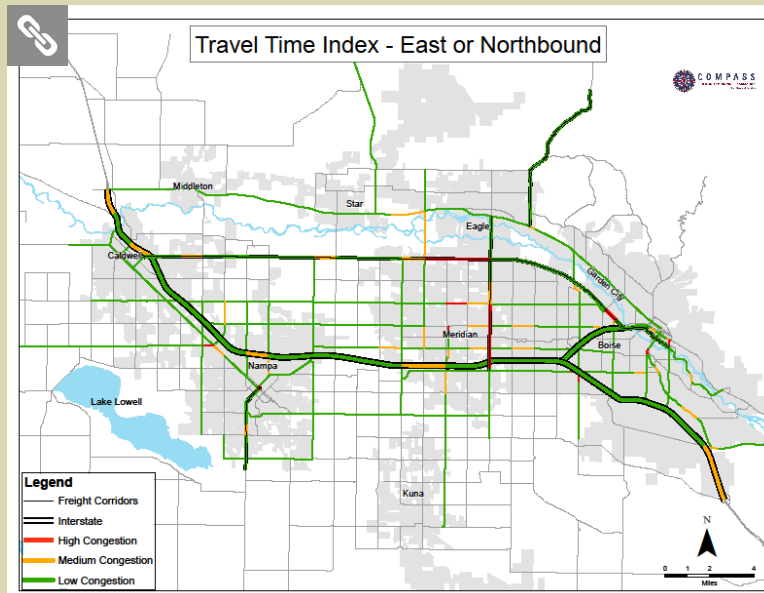 Travel Time Index - East or Northbound
COMPASS
Middleton
Star
Eagle
Caldwell
Garden City
Meridian
Boise
Nampa
Lake Lowell
Kuna
Legend
Freight Corridors
Interstate
High Congestion
Medium Congestion
Low Congestion
N
0 1 2 4
Miles